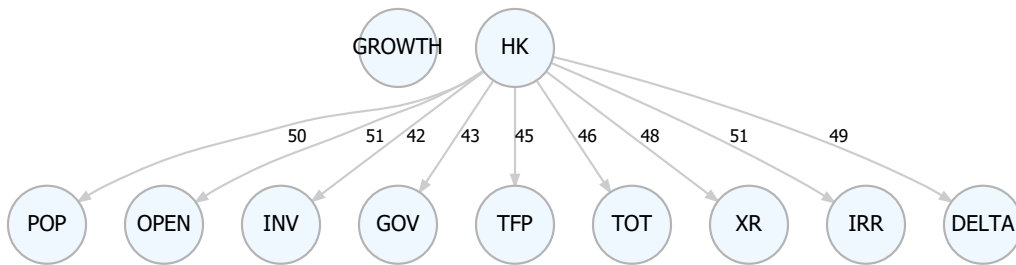 GROWTH HK
50 51 42 43 45 46 48 51 49
POP OPEN INV GOV TFP TOT XR IRR DELTA